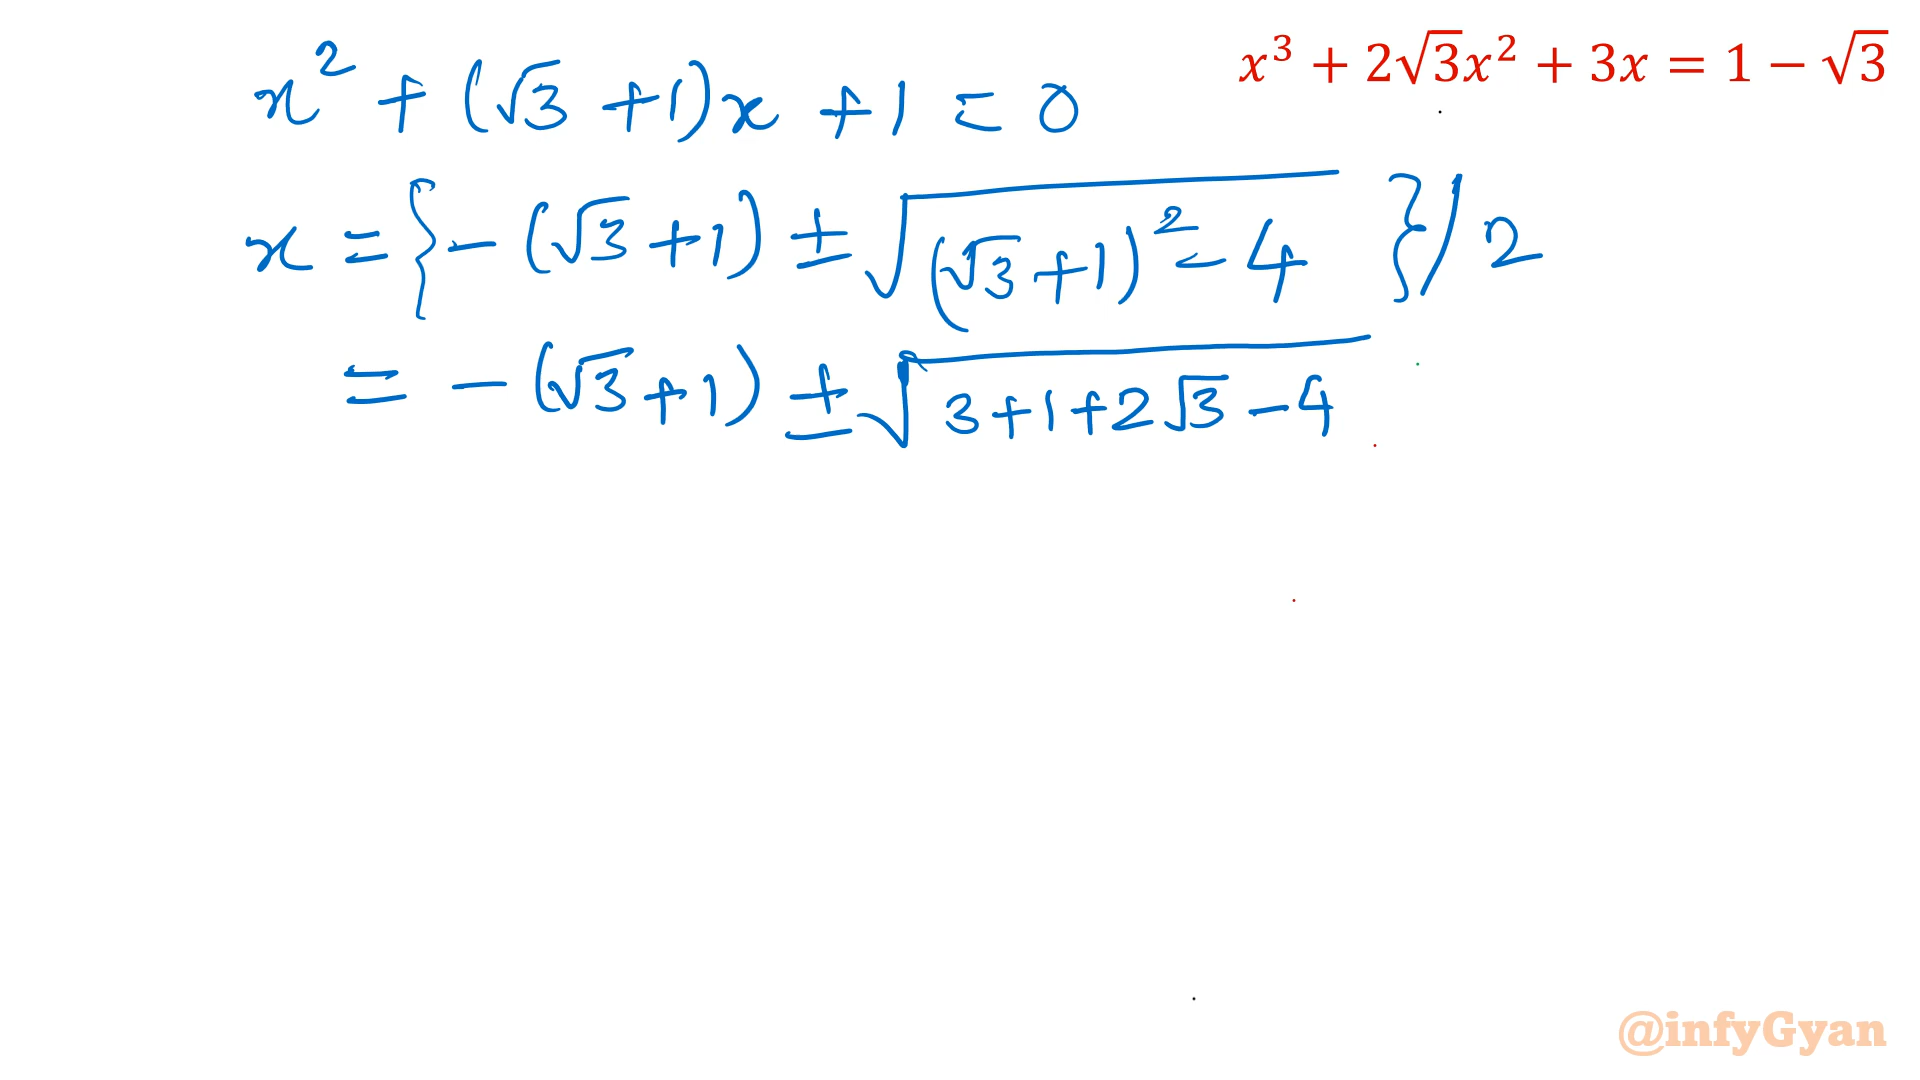 x³ + 2√3x² + 3x = 1 − √3
x² + (√3 + 1)x + 1 = 0
x = {−(√3 + 1) ± √((√3 + 1)² − 4)}/2
= −(√3 + 1) ± √(3 + 1 + 2√3 − 4)
@infyGyan